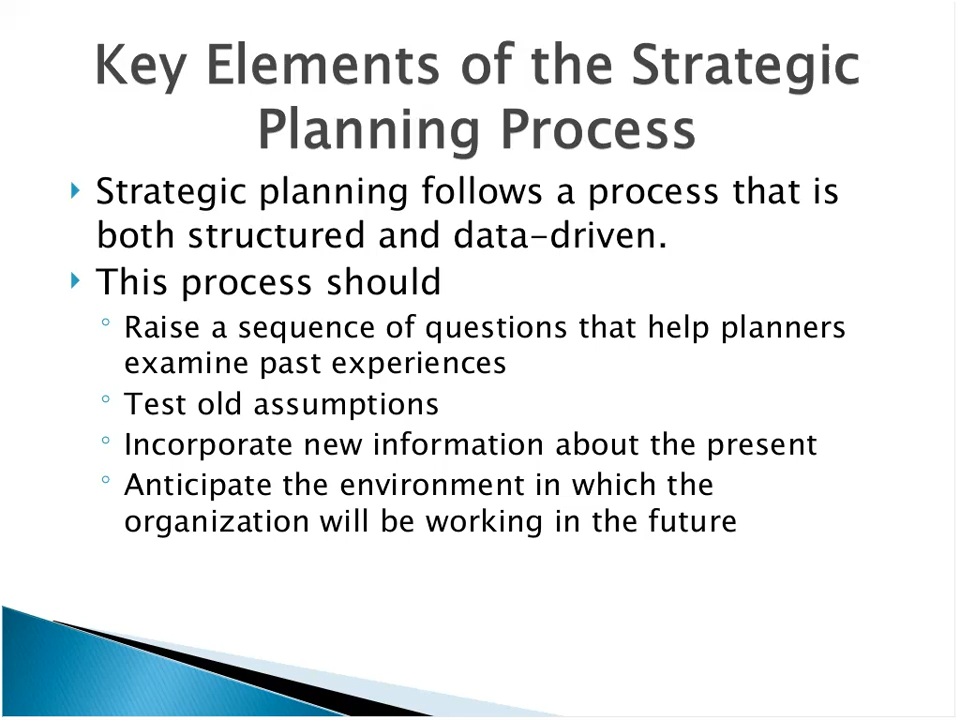 Key Elements of the Strategic
Planning Process
Strategic planning follows a process that is
both structured and data-driven.
This process should
Raise a sequence of questions that help planners
examine past experiences
Test old assumptions
Incorporate new information about the present
Anticipate the environment in which the
organization will be working in the future